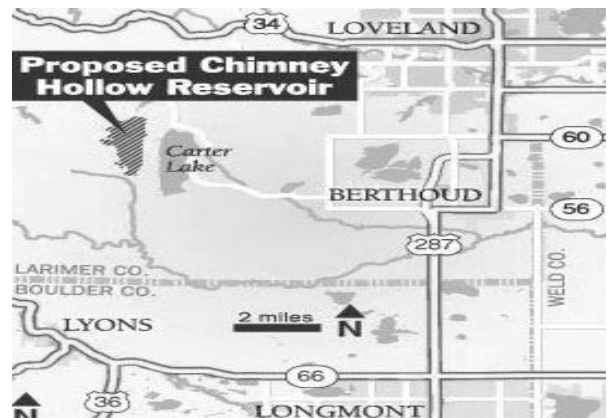 34
LOVELAND
Proposed Chimney
Hollow Reservoir
60
Carter
Lake
BERTHOUD
56
287
LARIMER CO.
BOULDER CO.
WELD CO.
2 miles
N
LYONS
66
36
N
LONGMONT